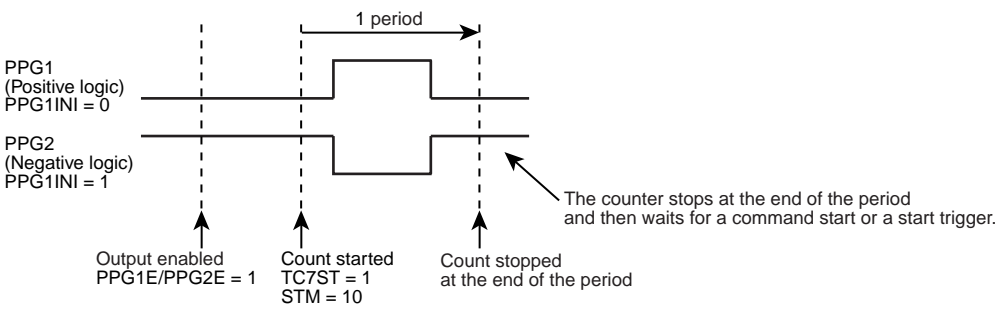 1 period
PPG1
(Positive logic)
PPG1INI = 0
PPG2
(Negative logic)
PPG1INI = 1
The counter stops at the end of the period
and then waits for a command start or a start trigger.
Output enabled
PPG1E/PPG2E = 1
Count started
TC7ST = 1
STM = 10
Count stopped
at the end of the period